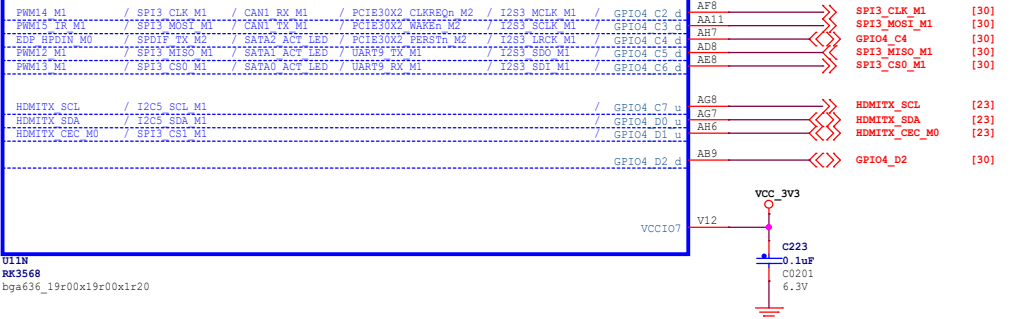 PWM14_M1 / SPI3_CLK_M1 / CAN1_RX_M1 / PCIE30X2_CLKREQn_M2 / I2S3_MCLK_M1 / GPIO4_C2_d AF8 SPI3_CLK_M1 [30]
PWM15_IR_M1 / SPI3_MOSI_M1 / CAN1_TX_M1 / PCIE30X2_WAKEn_M2 / I2S3_SCLK_M1 / GPIO4_C3_d AA11 SPI3_MOSI_M1 [30]
EDP_HPDIN_M0 / SPDIF_TX_M2 / SATA2_ACT_LED / PCIE30X2_PERSTn_M2 / I2S3_LRCK_M1 / GPIO4_C4_d AH7 GPIO4_C4 [30]
PWM12_M1 / SPI3_MISO_M1 / SATA1_ACT_LED / UART9_TX_M1 / I2S3_SDO_M1 / GPIO4_C5_d AD8 SPI3_MISO_M1 [30]
PWM13_M1 / SPI3_CS0_M1 / SATA0_ACT_LED / UART9_RX_M1 / I2S3_SDI_M1 / GPIO4_C6_d AE8 SPI3_CS0_M1 [30]
HDMITX_SCL / I2C5_SCL_M1 / GPIO4_C7_u AG8 HDMITX_SCL [23]
HDMITX_SDA / I2C5_SDA_M1 / GPIO4_D0_u AG7 HDMITX_SDA [23]
HDMITX_CEC_M0 / SPI3_CS1_M1 / GPIO4_D1_u AH6 HDMITX_CEC_M0 [23]
GPIO4_D2_d AB9 GPIO4_D2 [30]
VCC_3V3
VCCIO7 V12
C223
0.1uF
C0201
6.3V
U11N
RK3568
bga636_19r00x19r00x1r20